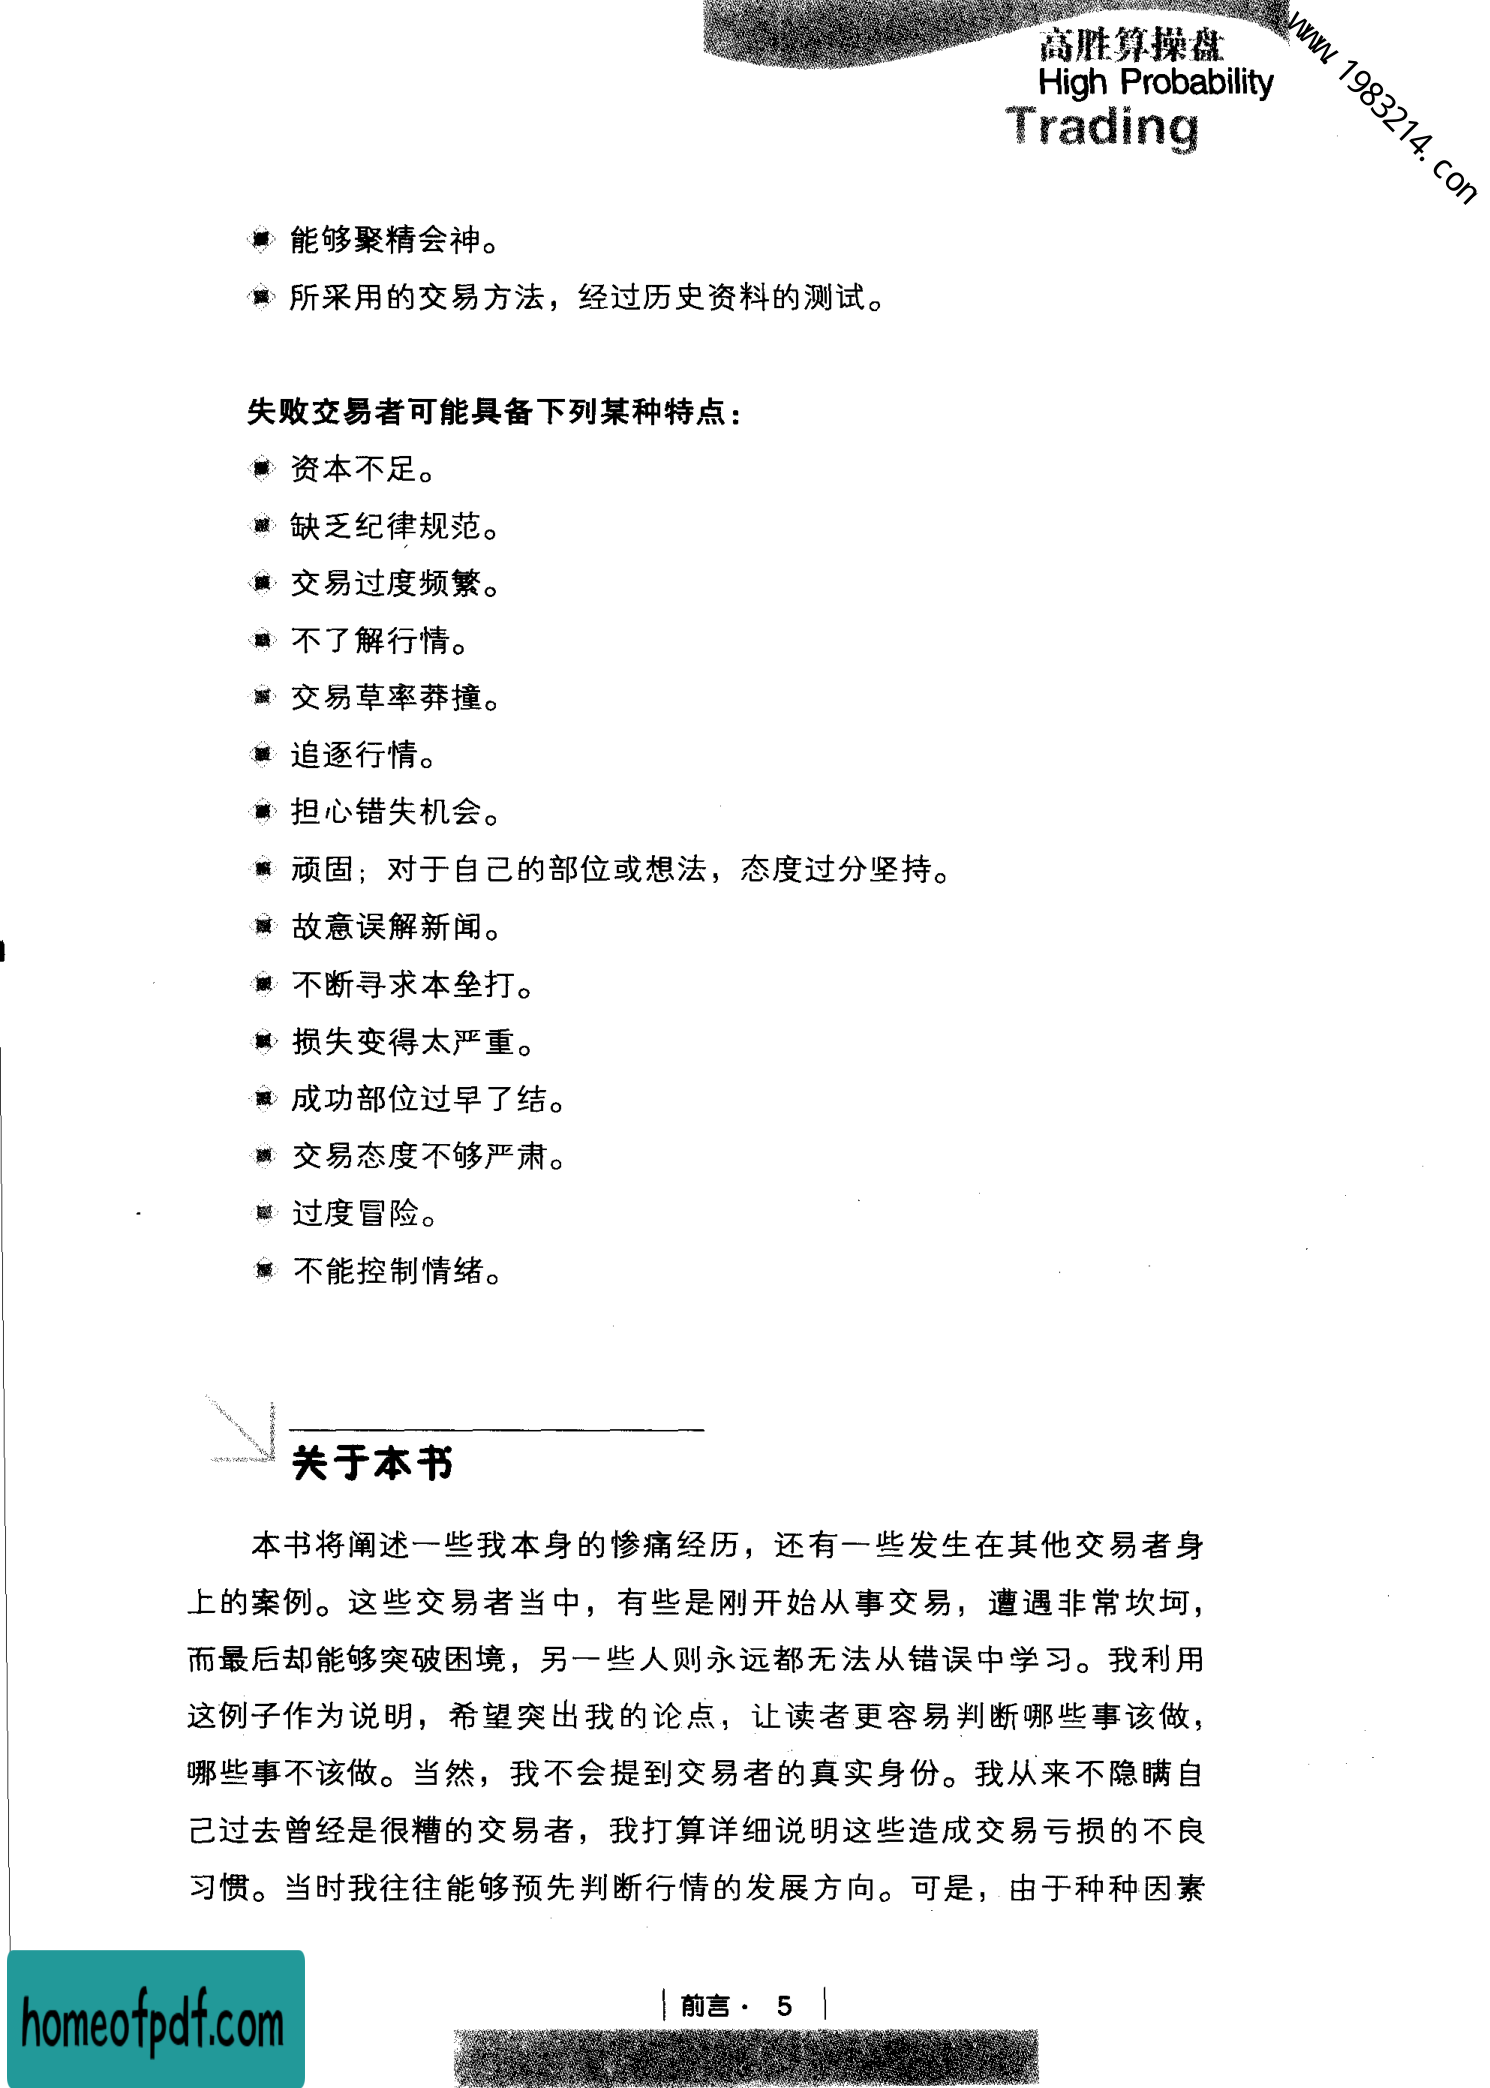 高胜算操盘
High Probability
Trading
www.1983214.con
能够聚精会神。
所采用的交易方法，经过历史资料的测试。
失败交易者可能具备下列某种特点：
资本不足。
缺乏纪律规范。
交易过度频繁。
不了解行情。
交易草率莽撞。
追逐行情。
担心错失机会。
顽固；对于自己的部位或想法，态度过分坚持。
故意误解新闻。
不断寻求本垒打。
损失变得太严重。
成功部位过早了结。
交易态度不够严肃。
过度冒险。
不能控制情绪。
关于本书
本书将阐述一些我本身的惨痛经历，还有一些发生在其他交易者身
上的案例。这些交易者当中，有些是刚开始从事交易，遭遇非常坎坷，
而最后却能够突破困境，另一些人则永远都无法从错误中学习。我利用
这例子作为说明，希望突出我的论点，让读者更容易判断哪些事该做，
哪些事不该做。当然，我不会提到交易者的真实身份。我从来不隐瞒自
己过去曾经是很糟的交易者，我打算详细说明这些造成交易亏损的不良
习惯。当时我往往能够预先判断行情的发展方向。可是，由于种种因素
前言· 5
homeofpdf.com